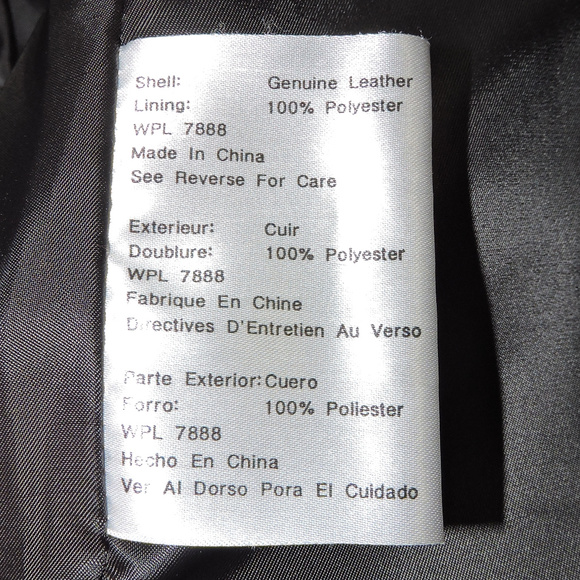 Shell: Genuine Leather
Lining: 100% Polyester
WPL 7888
Made In China
See Reverse For Care
Exterieur: Cuir
Doublure: 100% Polyester
WPL 7888
Fabrique En Chine
Directives D'Entretien Au Verso
Parte Exterior: Cuero
Forro: 100% Poliester
WPL 7888
Hecho En China
Ver Al Dorso Pora El Cuidado